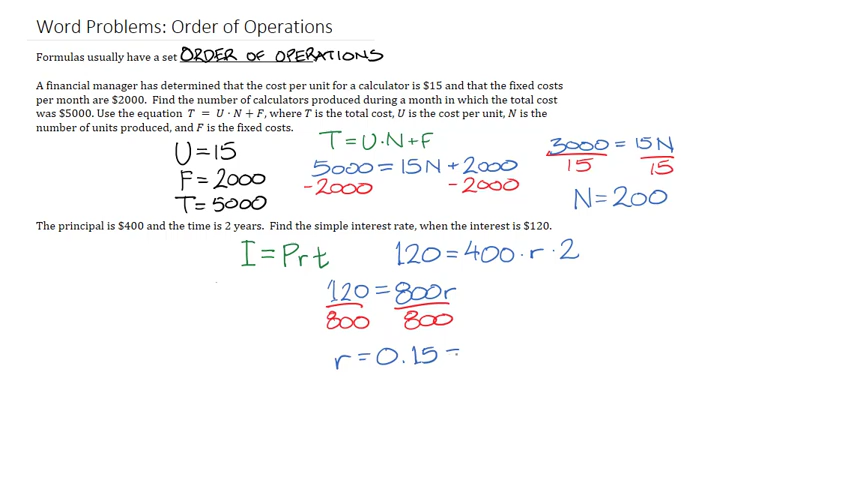 Word Problems: Order of Operations
Formulas usually have a set ORDER OF OPERATIONS
A financial manager has determined that the cost per unit for a calculator is $15 and that the fixed costs
per month are $2000. Find the number of calculators produced during a month in which the total cost
was $5000. Use the equation T = U · N + F, where T is the total cost, U is the cost per unit, N is the
number of units produced, and F is the fixed costs.
U = 15
F = 2000
T = 5000
T = U · N + F
5000 = 15N + 2000
-2000 -2000
3000 = 15N
15 15
N = 200
The principal is $400 and the time is 2 years. Find the simple interest rate, when the interest is $120.
I = Prt
120 = 400 · r · 2
120 = 800r
800 800
r = 0.15 =